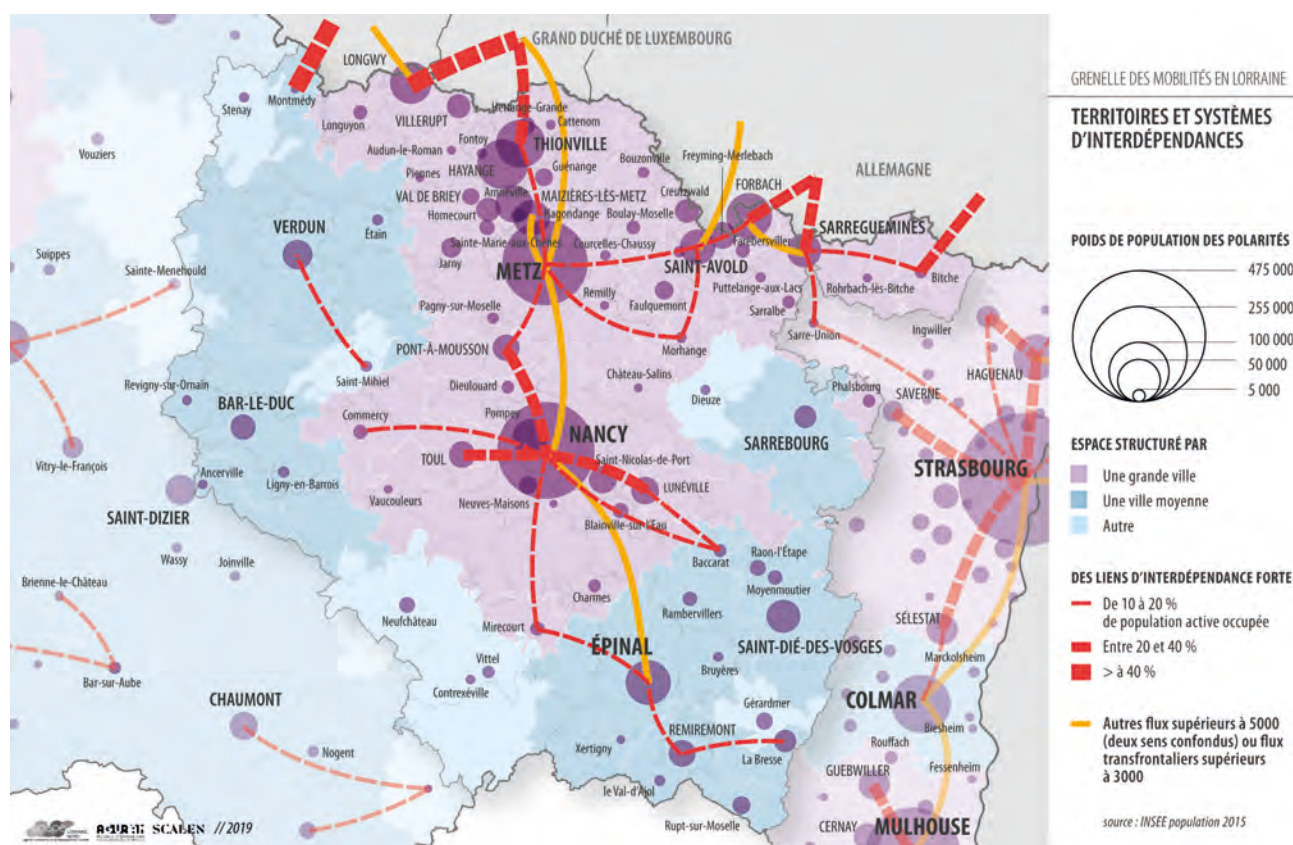 GRAND DUCHÉ DE LUXEMBOURG
LONGWY
Stenay
Montmédy
Longuyon
VILLERUPT
Hettange-Grande
Cattenom
Vouziers
Audun-le-Roman
Fontoy
THIONVILLE
Bouzonville
Freyming-Merlebach
Piennes
HAYANGE
Guénange
FORBACH
ALLEMAGNE
VAL DE BRIEY
Amnéville
MAIZIÈRES-LÈS-METZ
Creutzwald
VERDUN
Étain
Homecourt
Hagondange
Boulay-Moselle
SARREGUEMINES
Suippes
Sainte-Marie-aux-Chênes
Courcelles-Chaussy
Farébersviller
Sainte-Menehould
Jarny
METZ
SAINT-AVOLD
Puttelange-aux-Lacs
Rohrbach-lès-Bitche
Bitche
Pagny-sur-Moselle
Rémilly
Faulquemont
Sarralbe
Sarre-Union
Ingwiller
PONT-À-MOUSSON
Morhange
HAGUENAU
Saint-Mihiel
Dieulouard
Château-Salins
Dieuze
Phalsbourg
SAVERNE
Revigny-sur-Ornain
BAR-LE-DUC
Commercy
Pompey
NANCY
SARREBOURG
TOUL
Saint-Nicolas-de-Port
STRASBOURG
Vitry-le-François
Ancerville
Ligny-en-Barrois
Vaucouleurs
Neuves-Maisons
LUNÉVILLE
SAINT-DIZIER
Blainville-sur-l'Eau
Wassy
Joinville
Baccarat
Raon-l'Étape
Brienne-le-Château
Charmes
Moyenmoutier
Neufchâteau
Rambervillers
Mirecourt
SAINT-DIÉ-DES-VOSGES
SÉLESTAT
ÉPINAL
Vittel
Bruyères
Marckolsheim
Bar-sur-Aube
Contrexéville
CHAUMONT
Gérardmer
COLMAR
Biesheim
Nogent
Xertigny
REMIREMONT
La Bresse
Rouffach
GUEBWILLER
Fessenheim
le Val-d'Ajol
Rupt-sur-Moselle
CERNAY
MULHOUSE
AGURAM SCALEN // 2019
GRENELLE DES MOBILITÉS EN LORRAINE
TERRITOIRES ET SYSTÈMES
D'INTERDÉPENDANCES
POIDS DE POPULATION DES POLARITÉS
475 000
255 000
100 000
50 000
5 000
ESPACE STRUCTURÉ PAR
Une grande ville
Une ville moyenne
Autre
DES LIENS D'INTERDÉPENDANCE FORTE
De 10 à 20 %
de population active occupée
Entre 20 et 40 %
> à 40 %
Autres flux supérieurs à 5000
(deux sens confondus) ou flux
transfrontaliers supérieurs
à 3000
source : INSEE population 2015